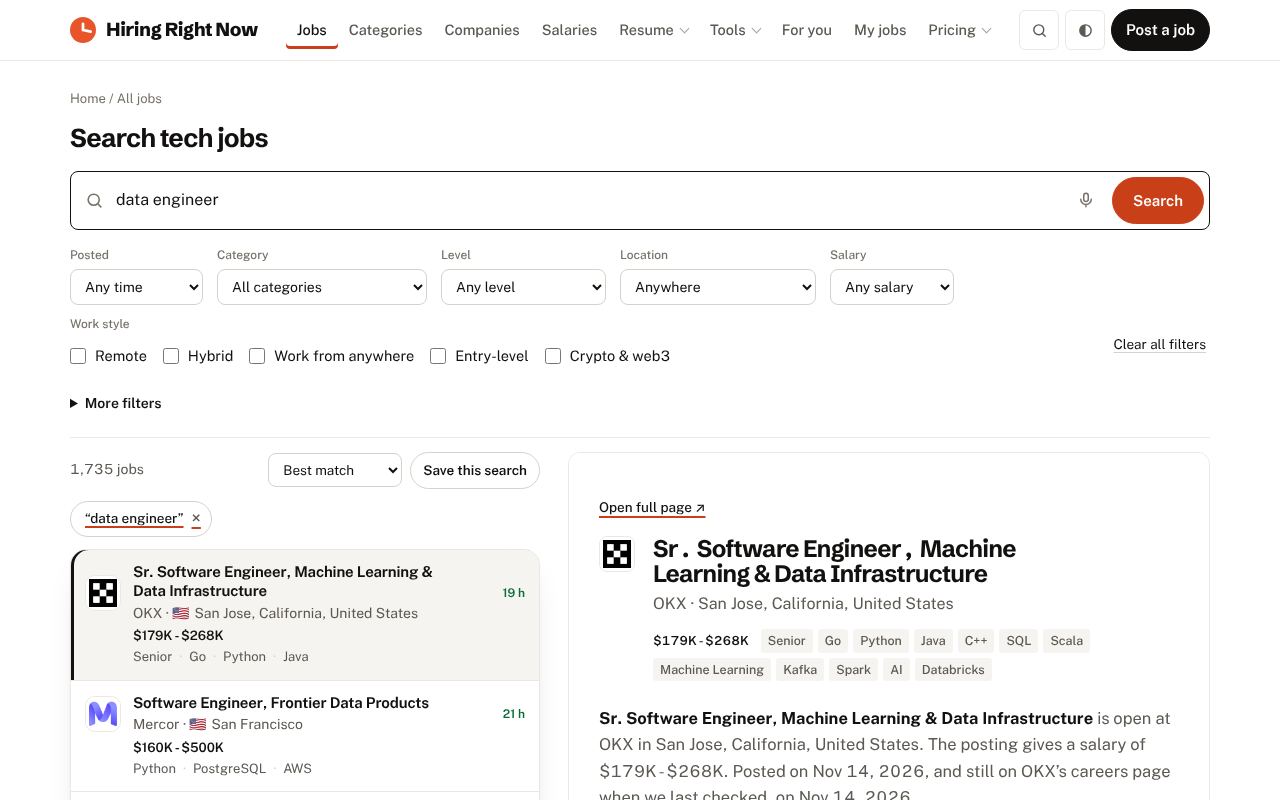 Hiring Right Now
Jobs
Categories
Companies
Salaries
Resume
Tools
For you
My jobs
Pricing
Post a job
Home / All jobs
Search tech jobs
data engineer
Search
Posted
Category
Level
Location
Salary
Any time
All categories
Any level
Anywhere
Any salary
Work style
Remote
Hybrid
Work from anywhere
Entry-level
Crypto & web3
Clear all filters
More filters
1,735 jobs
Best match
Save this search
“data engineer” ×
Sr. Software Engineer, Machine Learning &
Data Infrastructure
19 h
OKX · San Jose, California, United States
$179K - $268K
Senior · Go · Python · Java
Software Engineer, Frontier Data Products
21 h
Mercor · San Francisco
$160K - $500K
Python · PostgreSQL · AWS
Open full page ↗
Sr. Software Engineer, Machine
Learning & Data Infrastructure
OKX · San Jose, California, United States
$179K - $268K Senior Go Python Java C++ SQL Scala
Machine Learning Kafka Spark AI Databricks
Sr. Software Engineer, Machine Learning & Data Infrastructure is open at
OKX in San Jose, California, United States. The posting gives a salary of
$179K - $268K. Posted on Nov 14, 2026, and still on OKX’s careers page
when we last checked, on Nov 14, 2026.